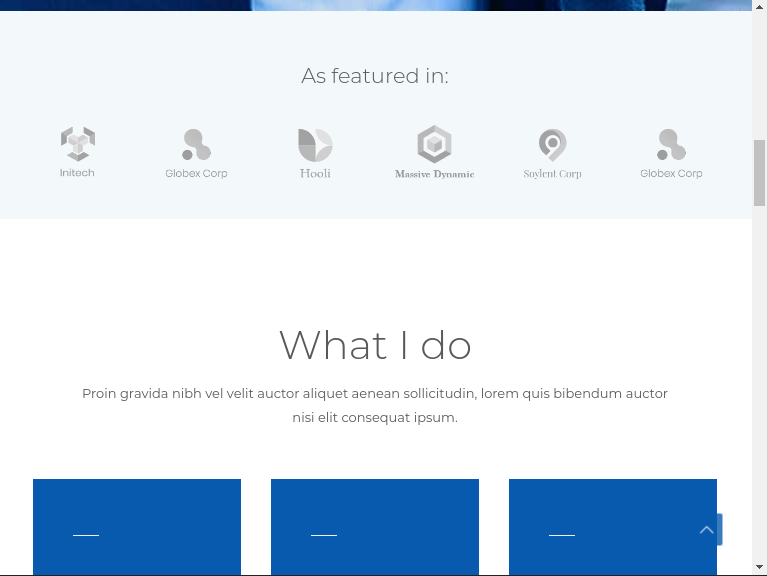 As featured in:
Initech
Globex Corp
Hooli
Massive Dynamic
Soylent Corp
Globex Corp
What I do
Proin gravida nibh vel velit auctor aliquet aenean sollicitudin, lorem quis bibendum auctor
nisi elit consequat ipsum.